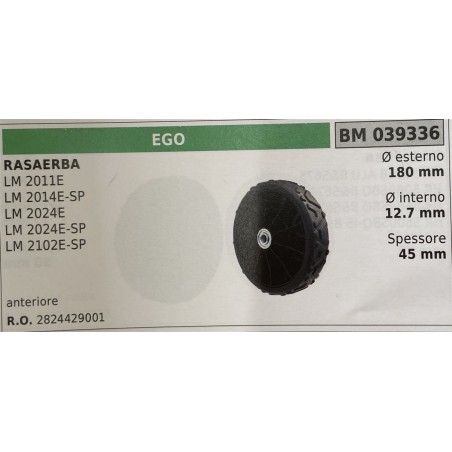 EGO
BM 039336
RASAERBA
LM 2011E
LM 2014E-SP
LM 2024E
LM 2024E-SP
LM 2102E-SP
anteriore
R.O. 2824429001
Ø esterno
180 mm
Ø interno
12.7 mm
Spessore
45 mm